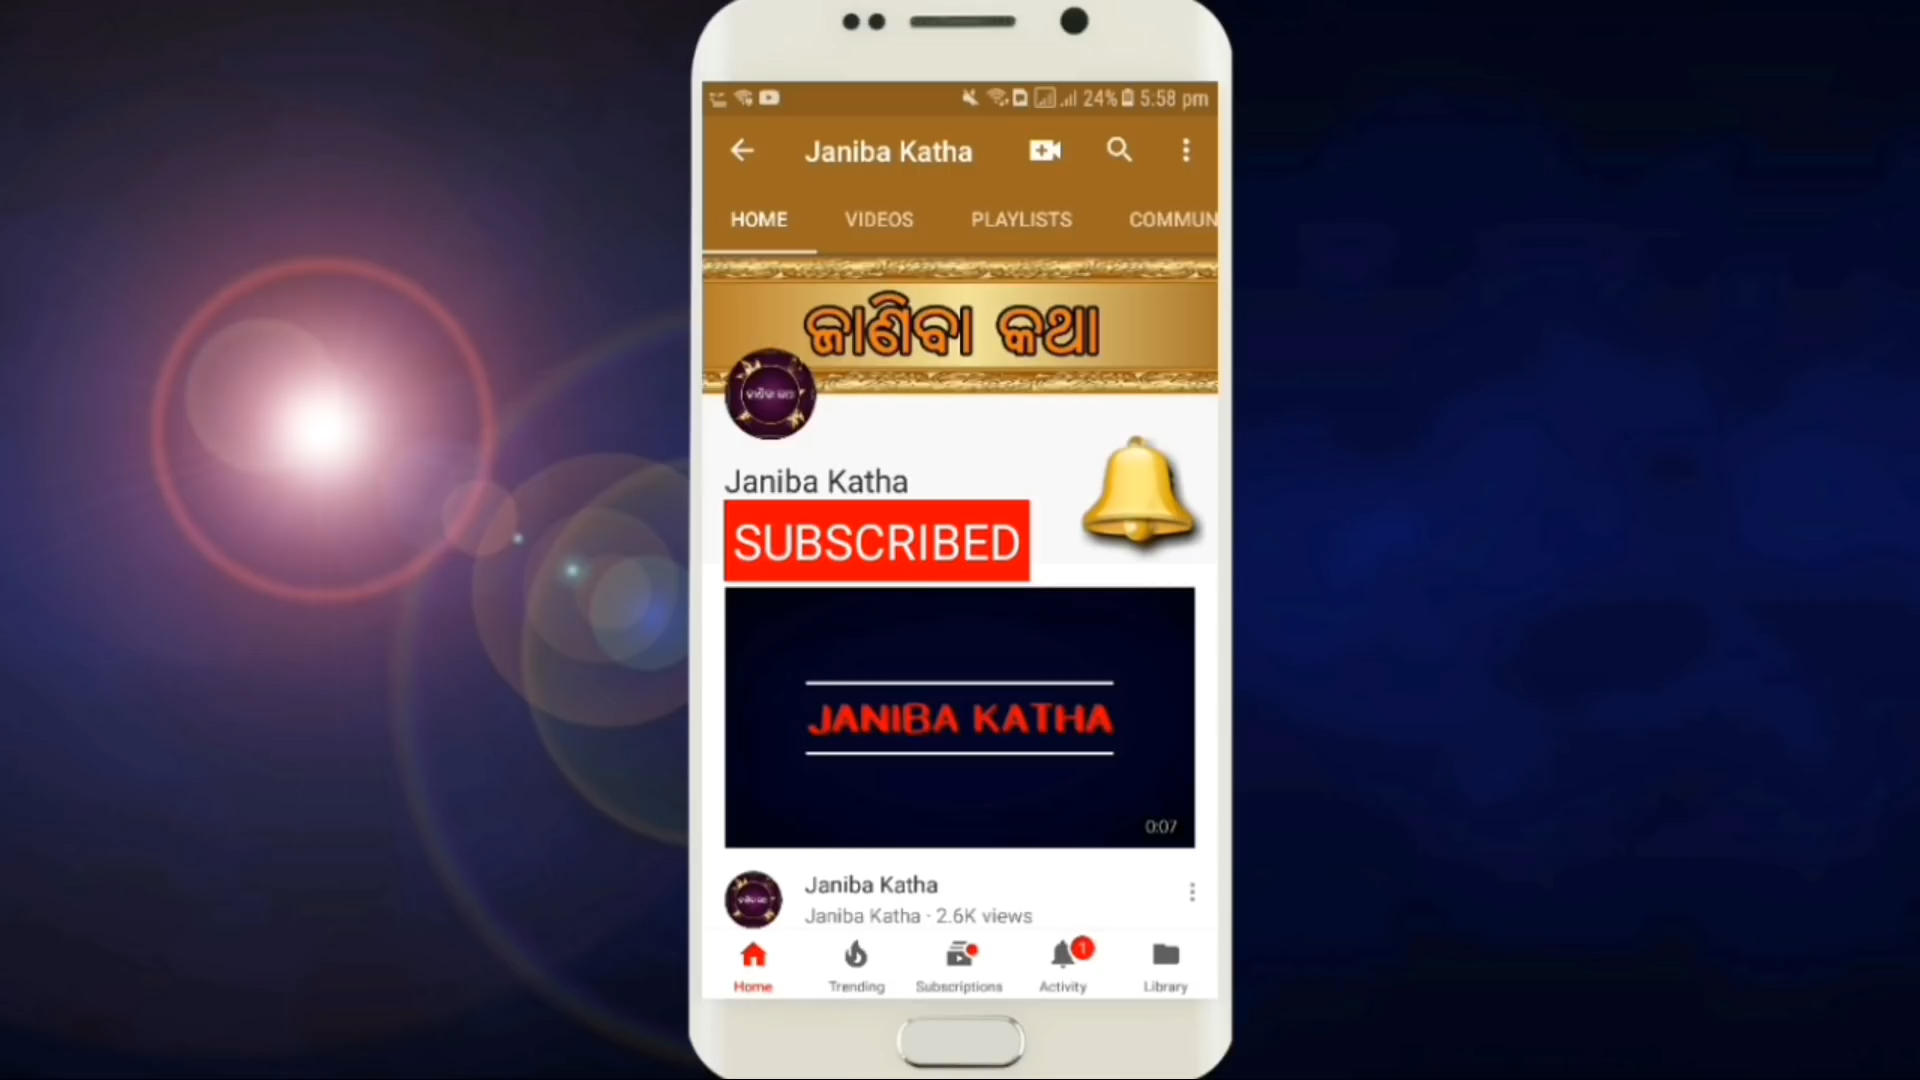 24% 5:58 pm
Janiba Katha
HOME VIDEOS PLAYLISTS COMMUN
ଜାଣିବା କଥା
ଜାଣିବା କଥା
Janiba Katha
SUBSCRIBED
JANIBA KATHA
0:07
Janiba Katha
Janiba Katha · 2.6K views
1
Home Trending Subscriptions Activity Library